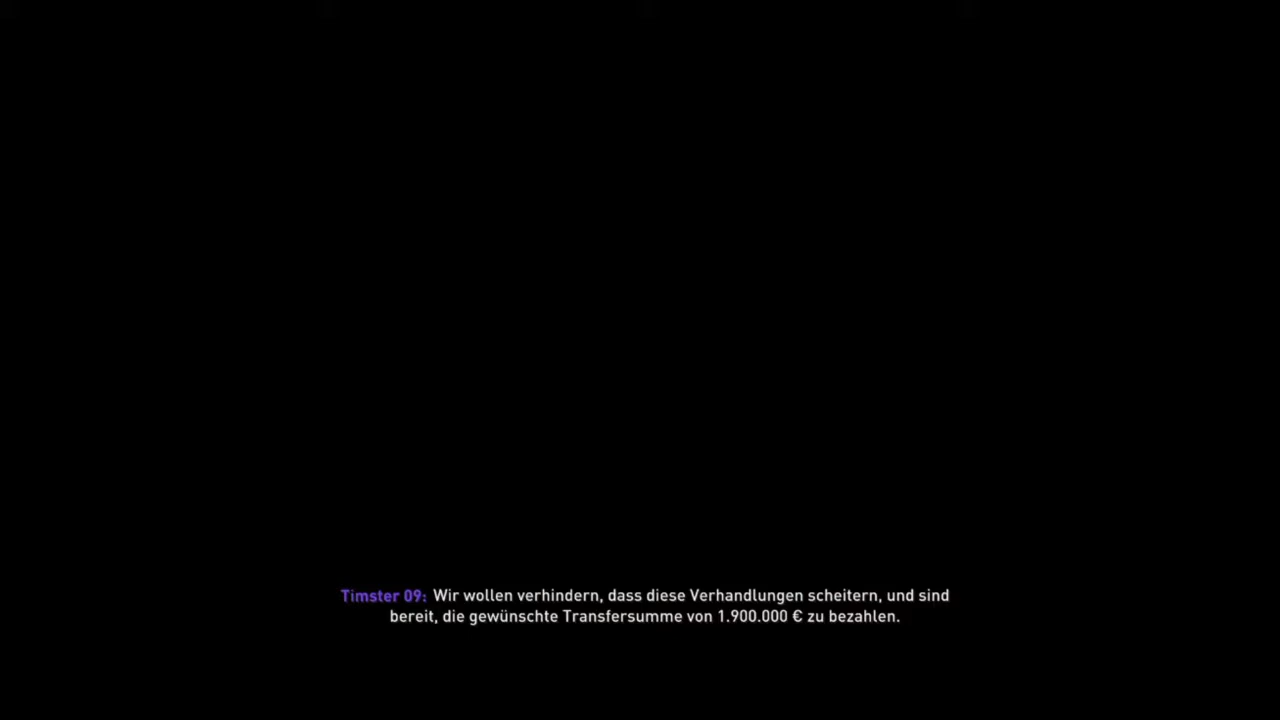 Timster 09: Wir wollen verhindern, dass diese Verhandlungen scheitern, und sind
bereit, die gewünschte Transfersumme von 1.900.000 € zu bezahlen.